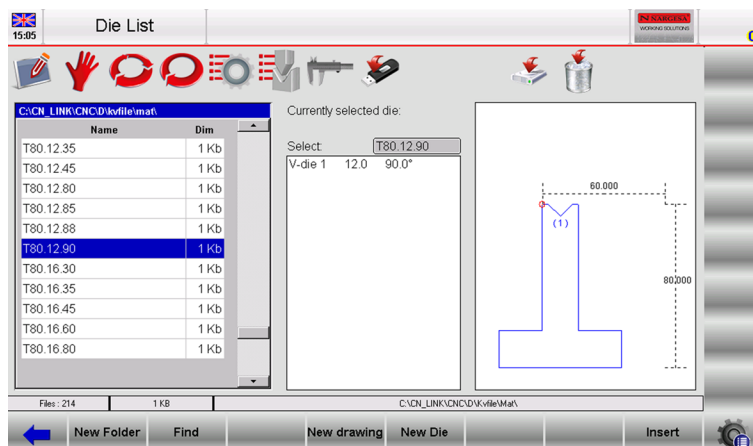 15:05
Die List
N NARGESA
WORKING SOLUTIONS
C:\CN_LINK\CNC\D\kvfile\mat\
Name Dim
T80.12.35 1 Kb
T80.12.45 1 Kb
T80.12.80 1 Kb
T80.12.85 1 Kb
T80.12.88 1 Kb
T80.12.90 1 Kb
T80.16.30 1 Kb
T80.16.35 1 Kb
T80.16.45 1 Kb
T80.16.60 1 Kb
T80.16.80 1 Kb
Currently selected die:
Select: T80.12.90
V-die 1 12.0 90.0°
60.000
(1)
80.000
Files : 214 1 KB C:\CN_LINK\CNC\D\Kvfile\Mat\
New Folder Find New drawing New Die Insert